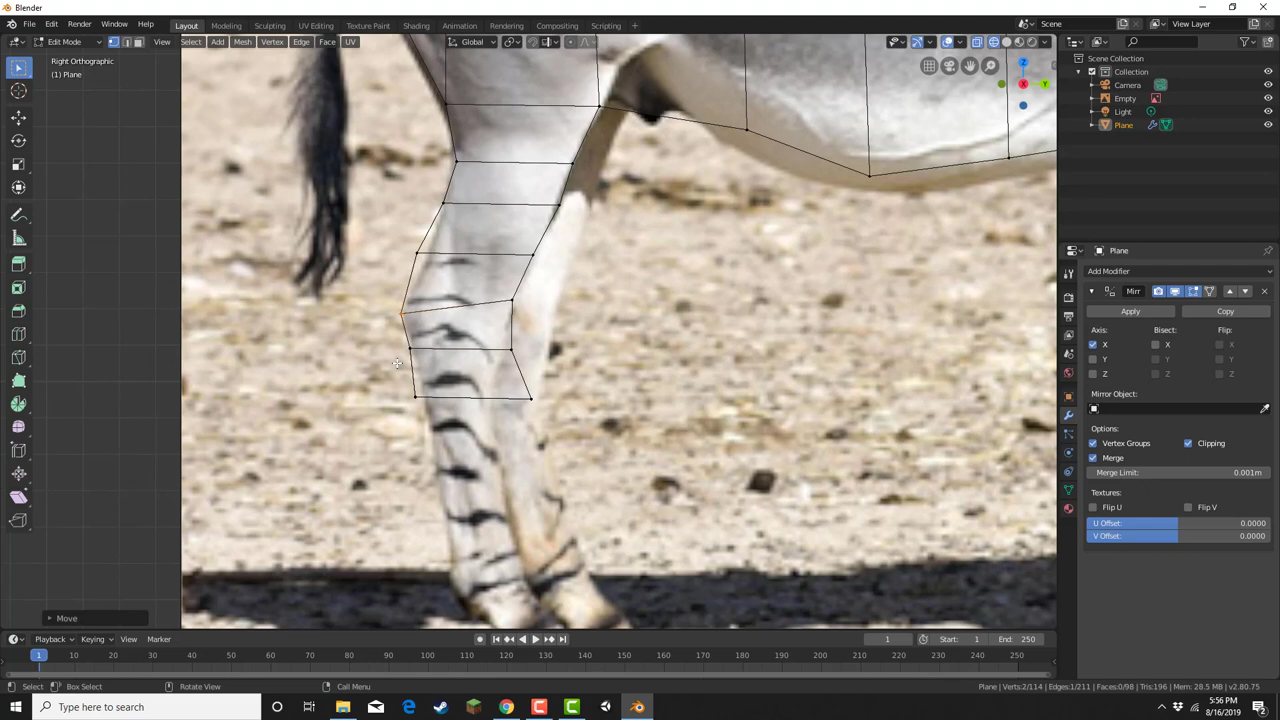 Blender
File Edit Render Window Help
Layout Modeling Sculpting UV Editing Texture Paint Shading Animation Rendering Compositing Scripting +
Scene
View Layer
Edit Mode
View Select Add Mesh Vertex Edge Face UV
Global
Right Orthographic
(1) Plane
Z
X
Y
Scene Collection
Collection
Camera
Empty
Light
Plane
Plane
Add Modifier
Mirr
Apply
Copy
Axis: Bisect: Flip:
X X X
Y Y Y
Z Z Z
Mirror Object:
Options:
Vertex Groups Clipping
Merge
Merge Limit: 0.001m
Textures:
Flip U Flip V
U Offset: 0.0000
V Offset: 0.0000
Move
Playback Keying View Marker
1
Start: 1
End: 250
1 10 20 30 40 50 60 70 80 90 100 110 120 130 140 150 160 170 180 190 200 210 220 230 240 250
Select Box Select Rotate View Call Menu
Plane | Verts:2/114 | Edges:1/211 | Faces:0/98 | Tris:196 | Mem: 28.5 MB | v2.80.75
Type here to search
5:56 PM
8/16/2019